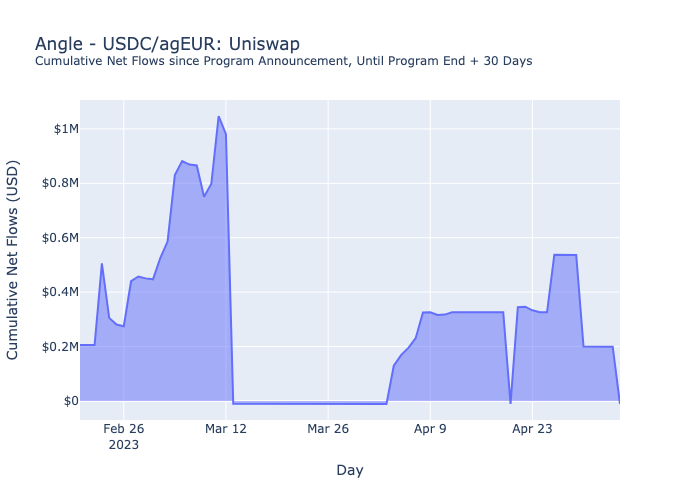 Angle - USDC/agEUR: Uniswap
Cumulative Net Flows since Program Announcement, Until Program End + 30 Days
Cumulative Net Flows (USD)
$1M
$0.8M
$0.6M
$0.4M
$0.2M
$0
Feb 26
2023
Mar 12
Mar 26
Apr 9
Apr 23
Day